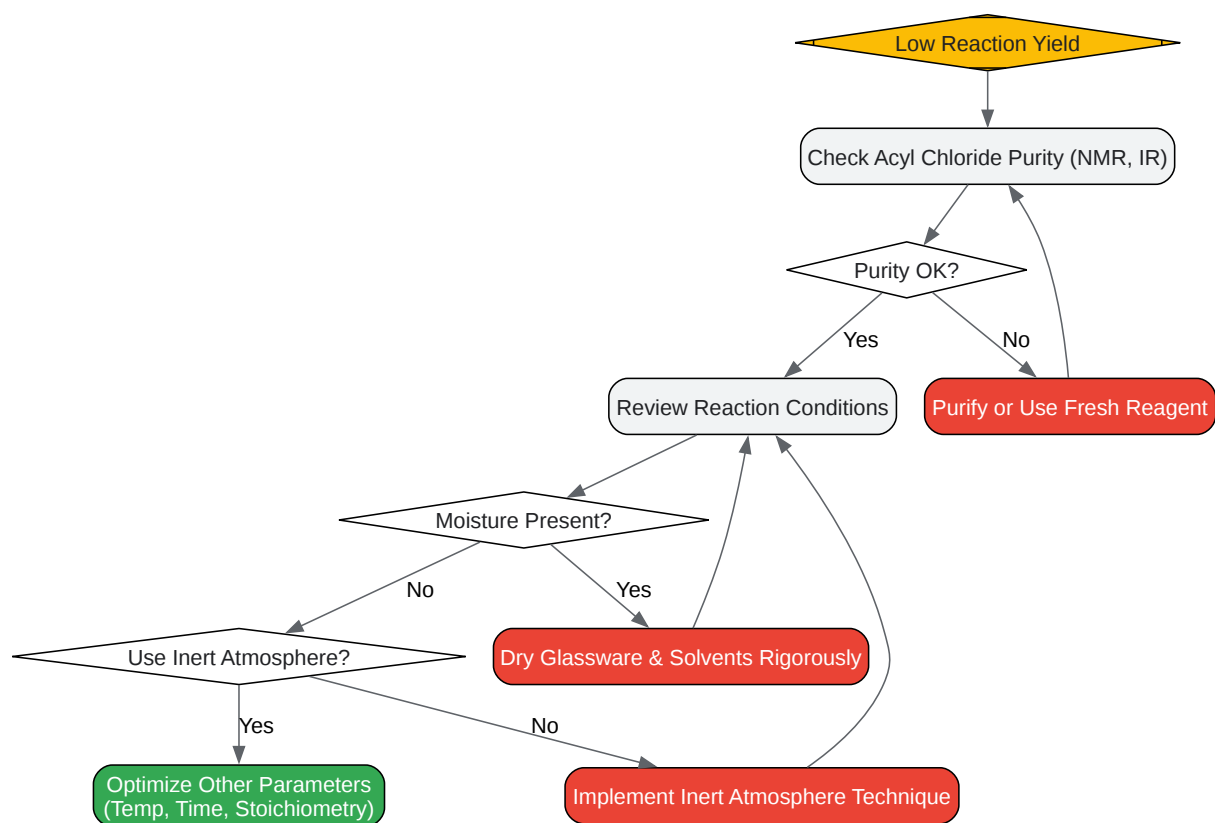 Low Reaction Yield
Check Acyl Chloride Purity (NMR, IR)
Purity OK?
Yes
No
Review Reaction Conditions
Purify or Use Fresh Reagent
Moisture Present?
No
Yes
Use Inert Atmosphere?
Dry Glassware & Solvents Rigorously
Yes
No
Optimize Other Parameters
(Temp, Time, Stoichiometry)
Implement Inert Atmosphere Technique